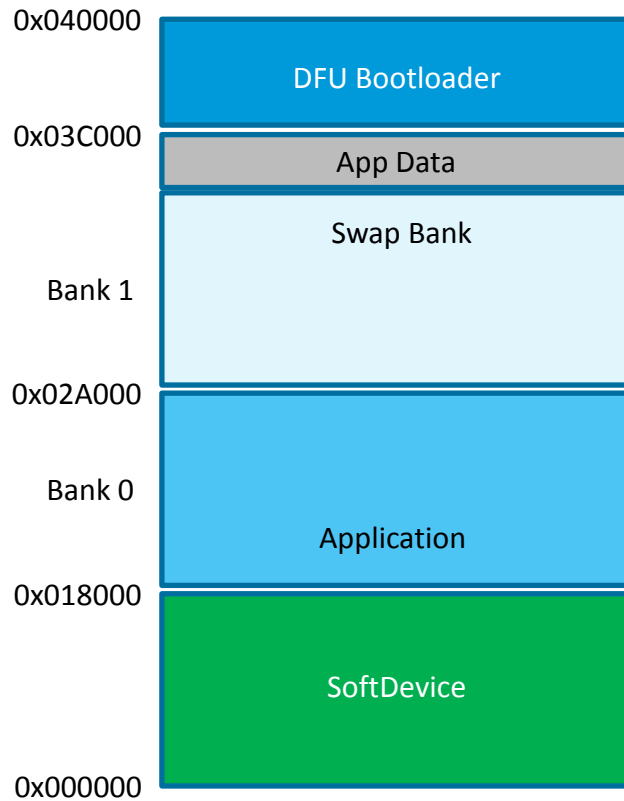 0x040000
DFU Bootloader
0x03C000
App Data
Swap Bank
Bank 1
0x02A000
Bank 0
Application
0x018000
SoftDevice
0x000000